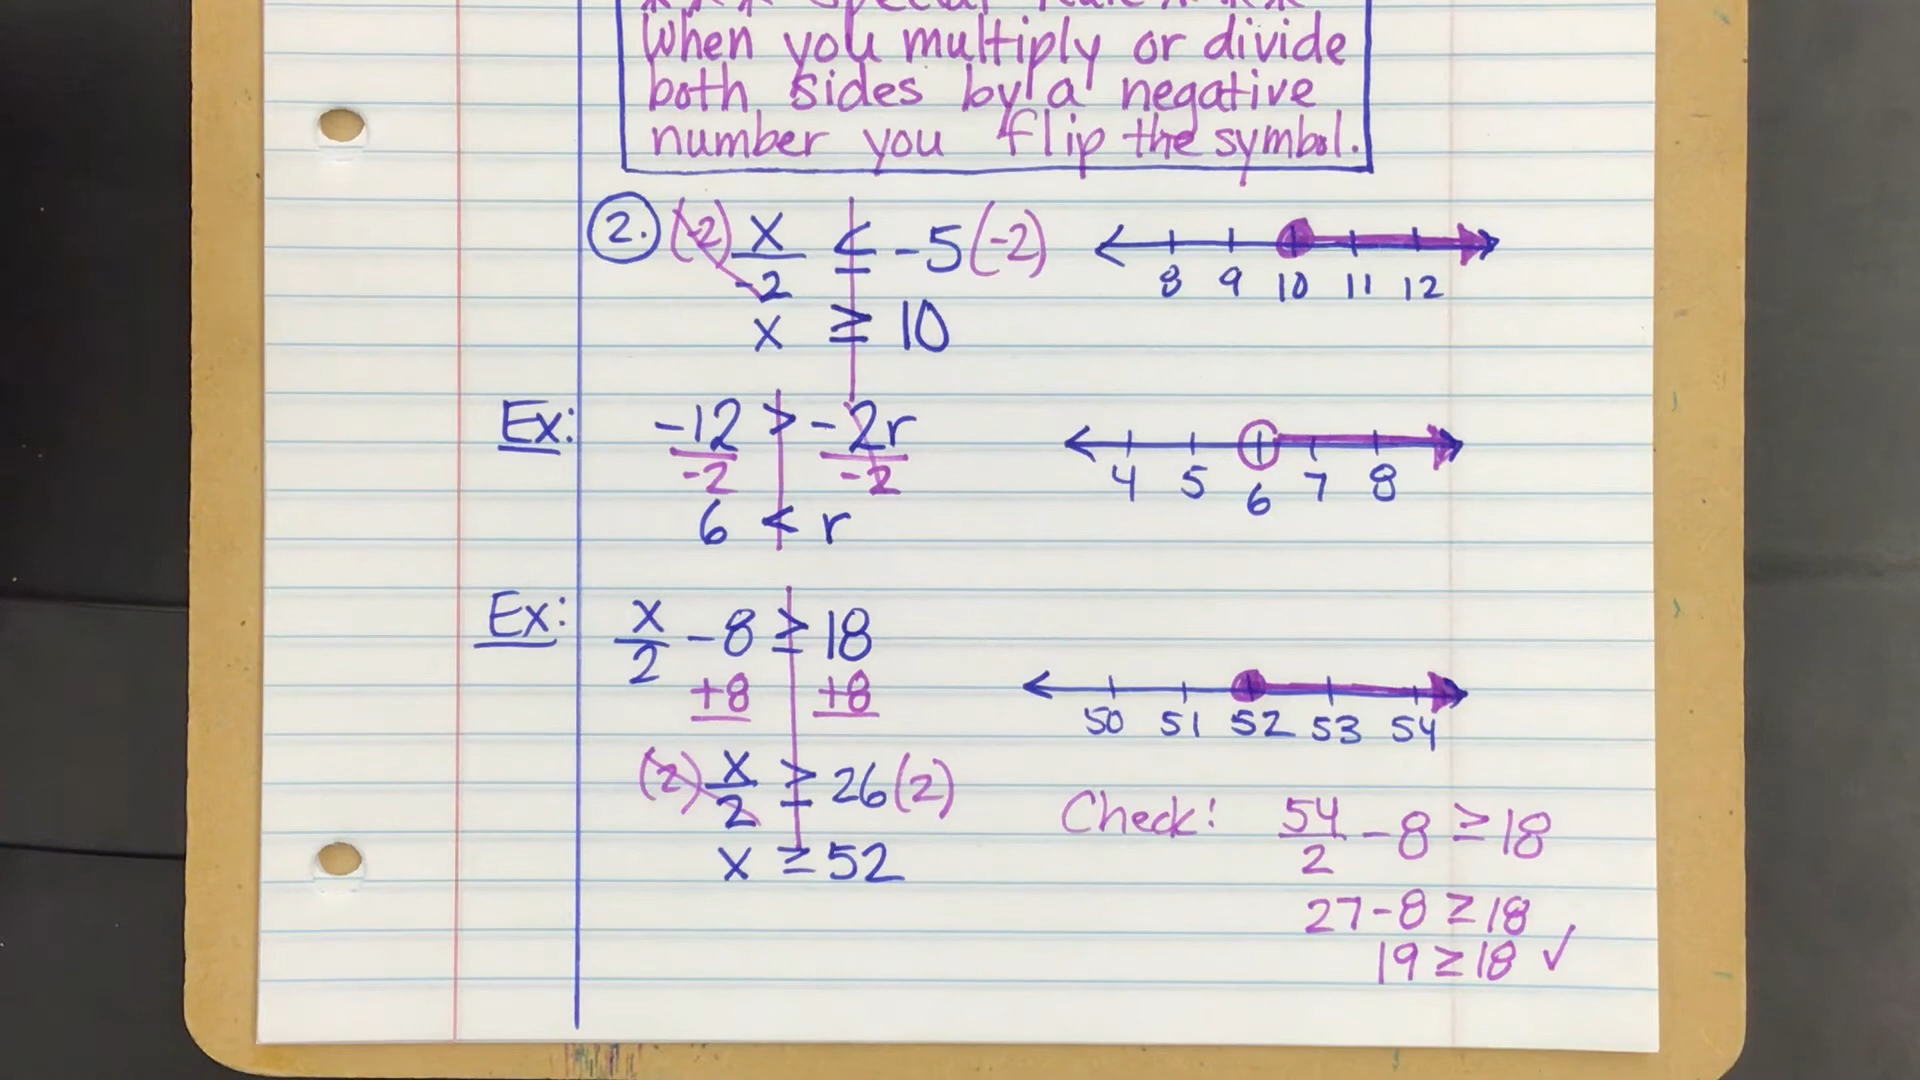 *** Special Rule ***
When you multiply or divide
both sides by a negative
number you flip the symbol.
2. (-2) x/-2 ≤ -5 (-2)
x ≥ 10
8 9 10 11 12
Ex: -12 > -2r
-2 -2
6 < r
4 5 6 7 8
Ex: x/2 - 8 ≥ 18
+8 +8
(2) x/2 ≥ 26 (2)
x ≥ 52
50 51 52 53 54
Check: 54/2 - 8 ≥ 18
27 - 8 ≥ 18
19 ≥ 18 ✓